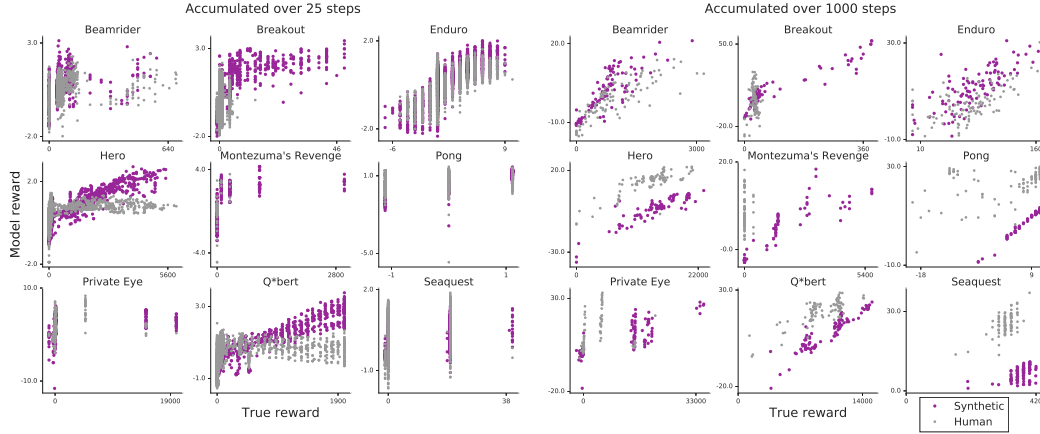 Accumulated over 25 steps
Accumulated over 1000 steps
Beamrider
Breakout
Enduro
Beamrider
Breakout
Enduro
3.0
-2.0
0
640
3.0
-2.0
0
46
2.0
-2.0
-6
9
20.0
-10.0
0
3000
50.0
-20.0
0
360
30.0
-10.0
10
160
Hero
Montezuma's Revenge
Pong
Hero
Montezuma's Revenge
Pong
2.0
-2.0
0
5600
4.0
-4.0
0
2800
1.0
-5.0
-1
1
20.0
-30.0
0
22000
20.0
-0.0
0
5400
30.0
-10.0
-18
9
Private Eye
Q*bert
Seaquest
Private Eye
Q*bert
Seaquest
10.0
-10.0
0
19000
3.0
-1.0
0
1900
1.0
-1.0
0
38
30.0
-20.0
0
33000
30.0
-20.0
0
14000
30.0
0.0
0
420
Model reward
True reward
True reward
Synthetic
Human